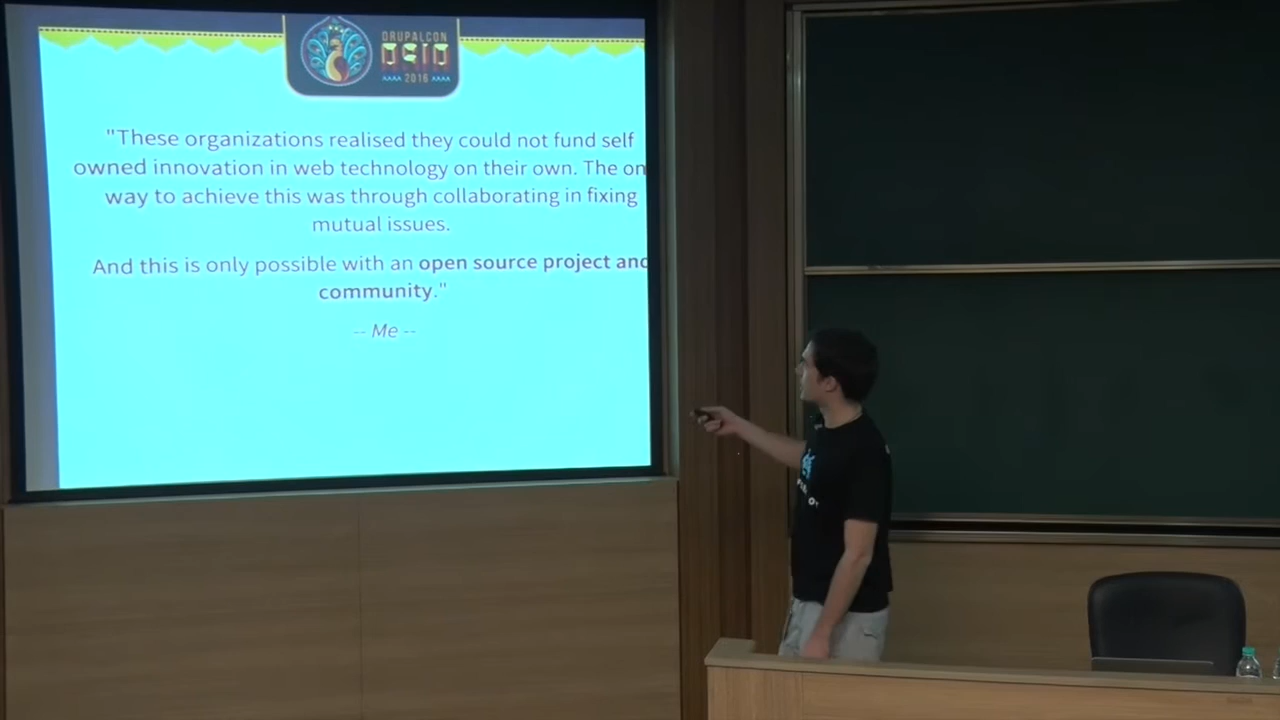 DRUPALCON
ASIA
2016
"These organizations realised they could not fund self
owned innovation in web technology on their own. The on
way to achieve this was through collaborating in fixing
mutual issues.
And this is only possible with an open source project and
community."
-- Me --